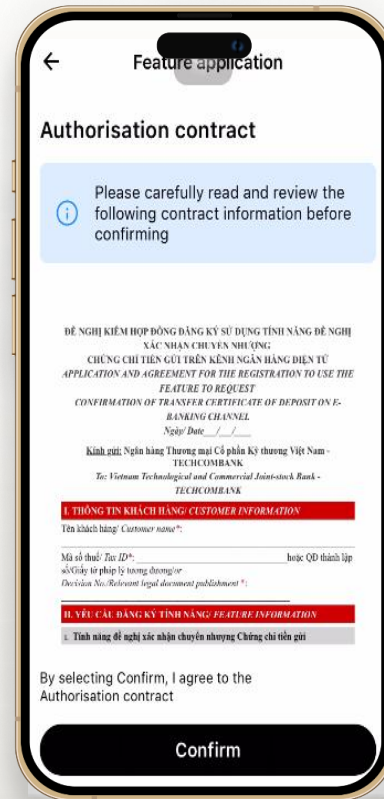 Feature application
Authorisation contract
Please carefully read and review the
following contract information before
confirming
ĐỀ NGHỊ KIÊM HỢP ĐỒNG ĐĂNG KÝ SỬ DỤNG TÍNH NĂNG ĐỀ NGHỊ
XÁC NHẬN CHUYỂN NHƯỢNG
CHỨNG CHỈ TIỀN GỬI TRÊN KÊNH NGÂN HÀNG ĐIỆN TỬ
APPLICATION AND AGREEMENT FOR THE REGISTRATION TO USE THE
FEATURE TO REQUEST
CONFIRMATION OF TRANSFER CERTIFICATE OF DEPOSIT ON E-
BANKING CHANNEL
Ngày/ Date__/__/___
Kính gửi: Ngân hàng Thương mại Cổ phần Kỹ thương Việt Nam -
TECHCOMBANK
To: Vietnam Technological and Commercial Joint-stock Bank -
TECHCOMBANK
I. THÔNG TIN KHÁCH HÀNG/ CUSTOMER INFORMATION
Tên khách hàng/ Customer name*:
Mã số thuế/ Tax ID*: hoặc QĐ thành lập
số/Giấy tờ pháp lý tương đương/or
Decision No./Relevant legal document publishment *:
II. YÊU CẦU ĐĂNG KÝ TÍNH NĂNG/ FEATURE INFORMATION
1. Tính năng đề nghị xác nhận chuyển nhượng Chứng chỉ tiền gửi
By selecting Confirm, I agree to the
Authorisation contract
Confirm